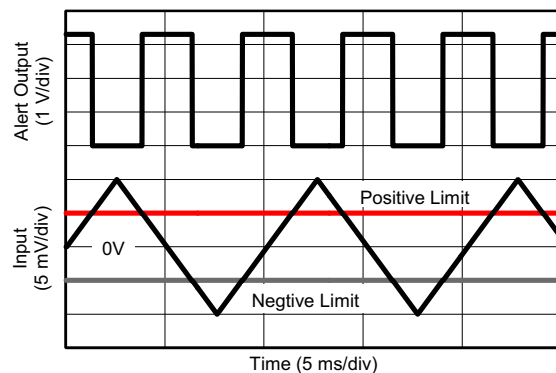 Alert Output
(1 V/div)
Positive Limit
Input
(5 mV/div)
0V
Negtive Limit
Time (5 ms/div)